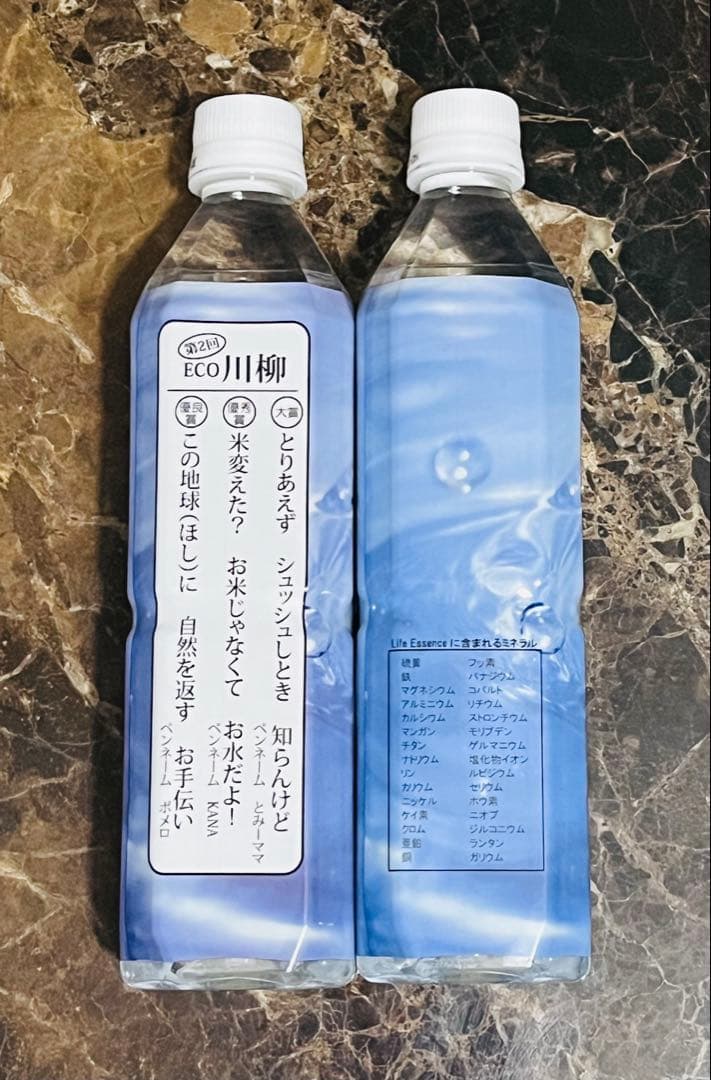 第2回
ECO川柳
大賞
とりあえず シュッシュしとき 知らんけど
ペンネーム とみーママ
優秀賞
米変えた? お米じゃなくて お水だよ!
ペンネーム KANA
優良賞
この地球(ほし)に 自然を返す お手伝い
ペンネーム ポメロ
Life Essence に含まれるミネラル
硫黄 フッ素
鉄 バナジウム
マグネシウム コバルト
アルミニウム リチウム
カルシウム ストロンチウム
マンガン モリブデン
チタン ゲルマニウム
ナトリウム 塩化物イオン
リン ルビジウム
カリウム セリウム
ニッケル ホウ素
ケイ素 ニオブ
クロム ジルコニウム
亜鉛 ランタン
銅 ガリウム